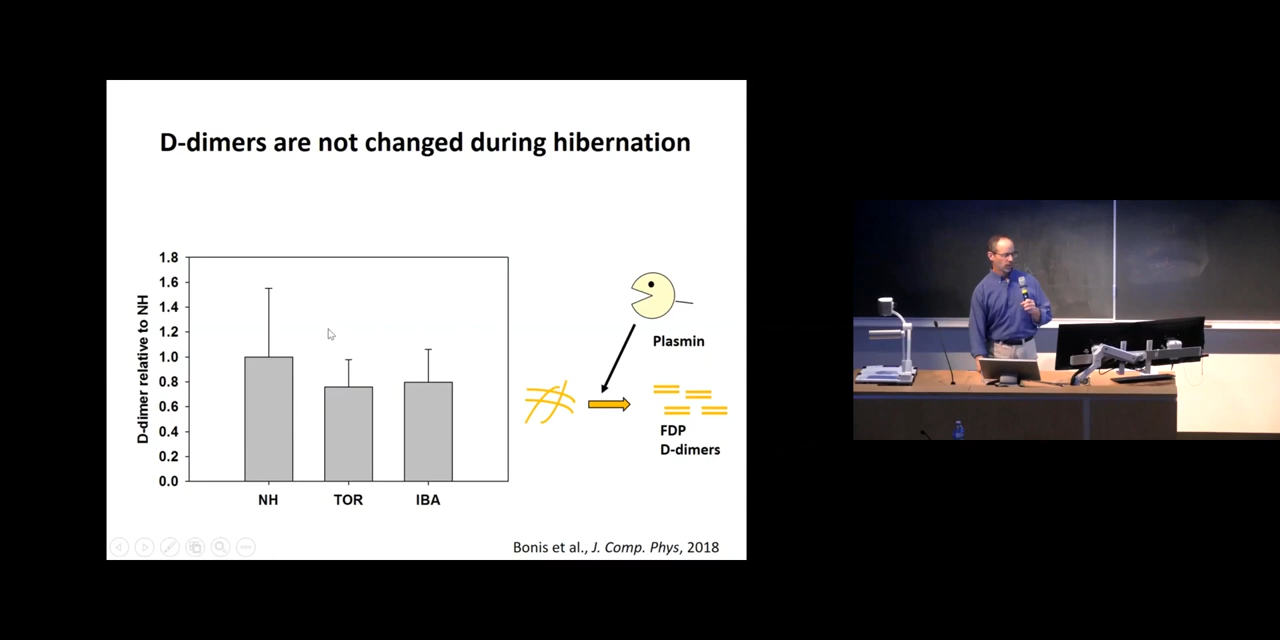 D-dimers are not changed during hibernation
D-dimer relative to NH
1.8
1.6
1.4
1.2
1.0
0.8
0.6
0.4
0.2
0.0
NH TOR IBA
Plasmin
FDP
D-dimers
Bonis et al., J. Comp. Phys, 2018